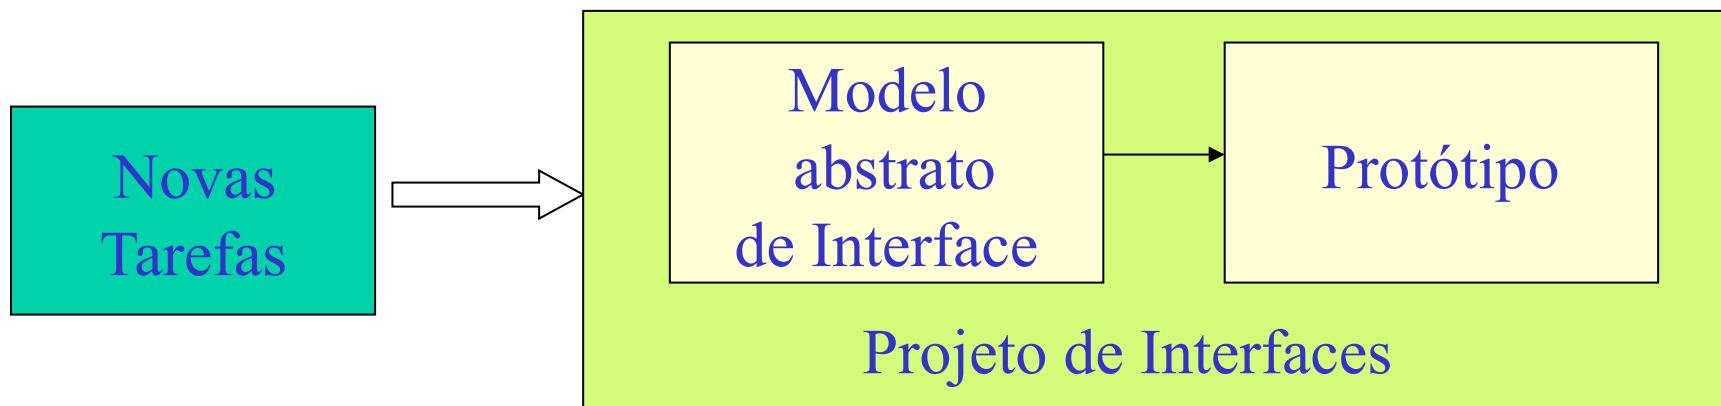 Novas
Tarefas
Modelo
abstrato
de Interface
Protótipo
Projeto de Interfaces